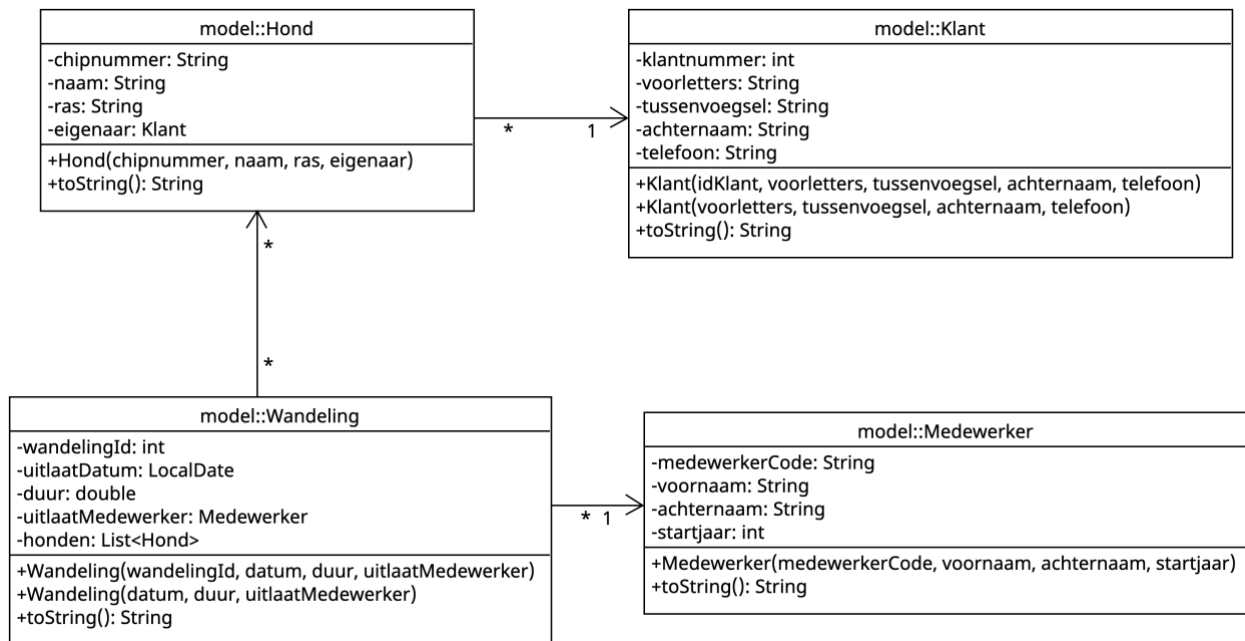 model::Hond
-chipnummer: String
-naam: String
-ras: String
-eigenaar: Klant
+Hond(chipnummer, naam, ras, eigenaar)
+toString(): String
* 1
model::Klant
-klantnummer: int
-voorletters: String
-tussenvoegsel: String
-achternaam: String
-telefoon: String
+Klant(idKlant, voorletters, tussenvoegsel, achternaam, telefoon)
+Klant(voorletters, tussenvoegsel, achternaam, telefoon)
+toString(): String
*
*
model::Wandeling
-wandelingId: int
-uitlaatDatum: LocalDate
-duur: double
-uitlaatMedewerker: Medewerker
-honden: List<Hond>
+Wandeling(wandelingId, datum, duur, uitlaatMedewerker)
+Wandeling(datum, duur, uitlaatMedewerker)
+toString(): String
* 1
model::Medewerker
-medewerkerCode: String
-voornaam: String
-achternaam: String
-startjaar: int
+Medewerker(medewerkerCode, voornaam, achternaam, startjaar)
+toString(): String